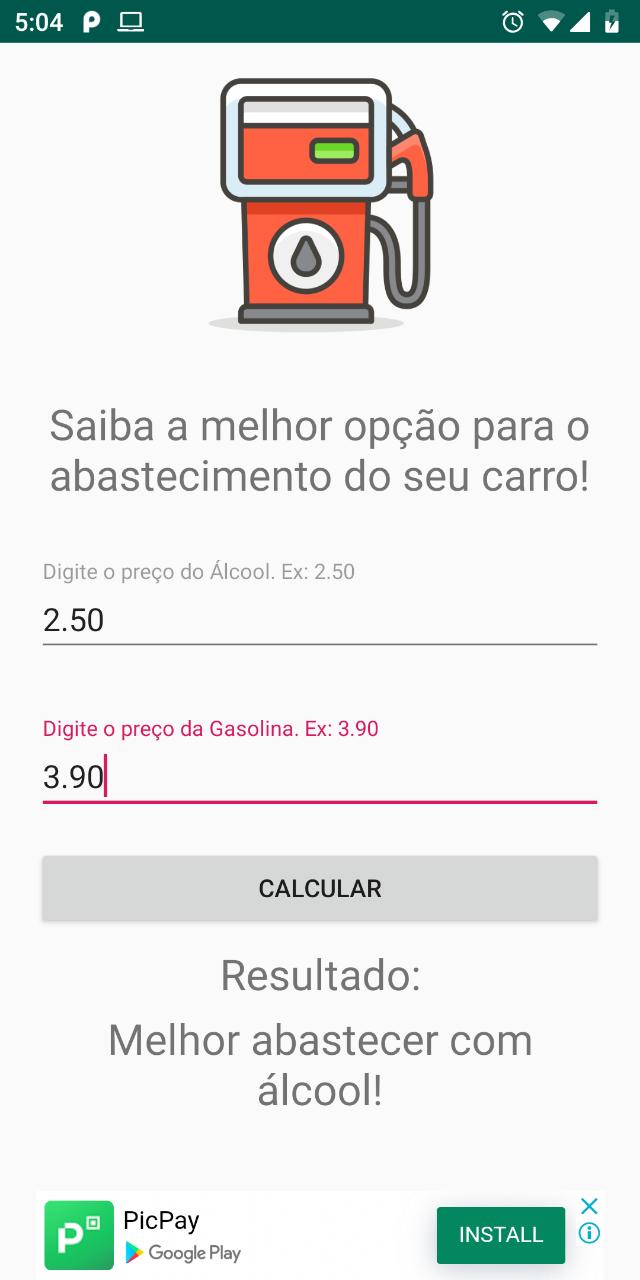 5:04
Saiba a melhor opção para o
abastecimento do seu carro!
Digite o preço do Álcool. Ex: 2.50
2.50
Digite o preço da Gasolina. Ex: 3.90
3.90
CALCULAR
Resultado:
Melhor abastecer com
álcool!
PicPay
Google Play
INSTALL